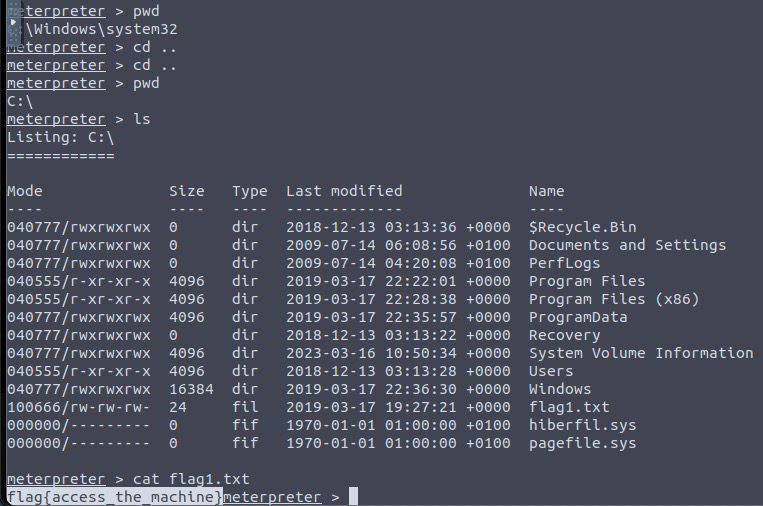 meterpreter > pwd
:\Windows\system32
meterpreter > cd ..
meterpreter > cd ..
meterpreter > pwd
C:\
meterpreter > ls
Listing: C:\
============
Mode Size Type Last modified Name
---- ---- ---- ------------- ----
040777/rwxrwxrwx 0 dir 2018-12-13 03:13:36 +0000 $Recycle.Bin
040777/rwxrwxrwx 0 dir 2009-07-14 06:08:56 +0100 Documents and Settings
040777/rwxrwxrwx 0 dir 2009-07-14 04:20:08 +0100 PerfLogs
040555/r-xr-xr-x 4096 dir 2019-03-17 22:22:01 +0000 Program Files
040555/r-xr-xr-x 4096 dir 2019-03-17 22:28:38 +0000 Program Files (x86)
040777/rwxrwxrwx 4096 dir 2019-03-17 22:35:57 +0000 ProgramData
040777/rwxrwxrwx 0 dir 2018-12-13 03:13:22 +0000 Recovery
040777/rwxrwxrwx 4096 dir 2023-03-16 10:50:34 +0000 System Volume Information
040555/r-xr-xr-x 4096 dir 2018-12-13 03:13:28 +0000 Users
040777/rwxrwxrwx 16384 dir 2019-03-17 22:36:30 +0000 Windows
100666/rw-rw-rw- 24 fil 2019-03-17 19:27:21 +0000 flag1.txt
000000/--------- 0 fif 1970-01-01 01:00:00 +0100 hiberfil.sys
000000/--------- 0 fif 1970-01-01 01:00:00 +0100 pagefile.sys
meterpreter > cat flag1.txt
flag{access_the_machine}meterpreter >